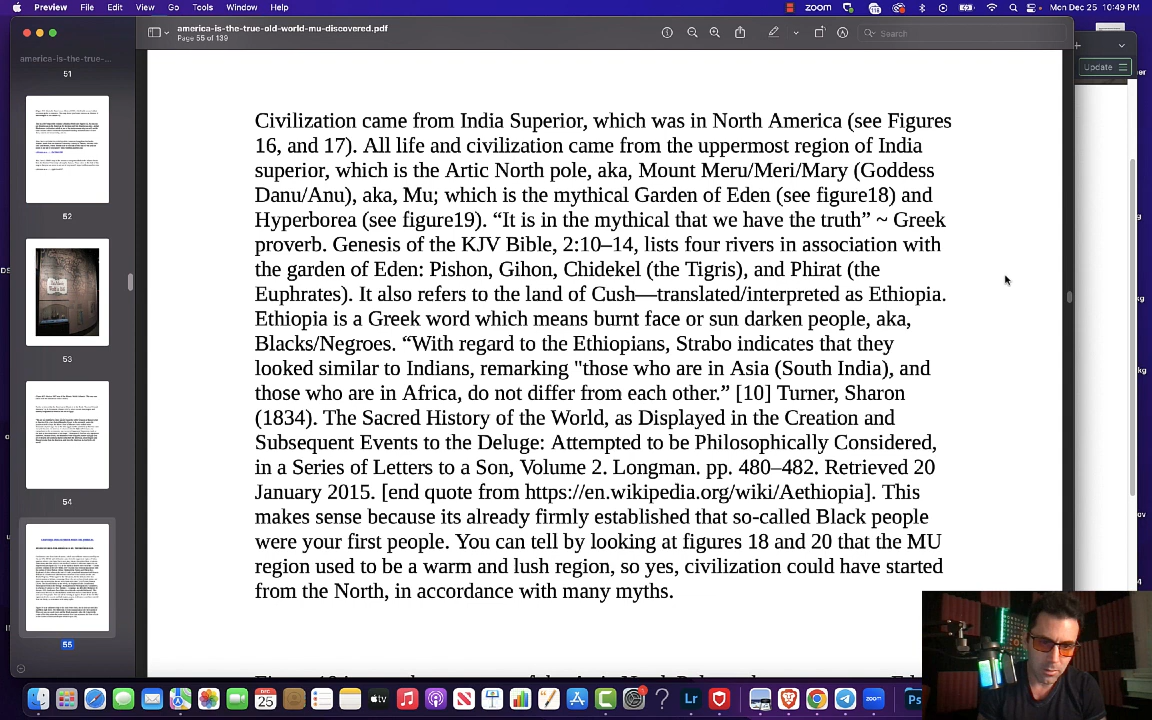 Preview File Edit View Go Tools Window Help
zoom
Mon Dec 25 10:49 PM
america-is-the-true-old-world-mu-discovered.pdf
Page 55 of 139
Search
Update
america-is-the-true-...
51
52
53
54
55
Civilization came from India Superior, which was in North America (see Figures
16, and 17). All life and civilization came from the uppermost region of India
superior, which is the Artic North pole, aka, Mount Meru/Meri/Mary (Goddess
Danu/Anu), aka, Mu; which is the mythical Garden of Eden (see figure18) and
Hyperborea (see figure19). “It is in the mythical that we have the truth” ~ Greek
proverb. Genesis of the KJV Bible, 2:10–14, lists four rivers in association with
the garden of Eden: Pishon, Gihon, Chidekel (the Tigris), and Phirat (the
Euphrates). It also refers to the land of Cush—translated/interpreted as Ethiopia.
Ethiopia is a Greek word which means burnt face or sun darken people, aka,
Blacks/Negroes. “With regard to the Ethiopians, Strabo indicates that they
looked similar to Indians, remarking "those who are in Asia (South India), and
those who are in Africa, do not differ from each other.” [10] Turner, Sharon
(1834). The Sacred History of the World, as Displayed in the Creation and
Subsequent Events to the Deluge: Attempted to be Philosophically Considered,
in a Series of Letters to a Son, Volume 2. Longman. pp. 480–482. Retrieved 20
January 2015. [end quote from https://en.wikipedia.org/wiki/Aethiopia]. This
makes sense because its already firmly established that so-called Black people
were your first people. You can tell by looking at figures 18 and 20 that the MU
region used to be a warm and lush region, so yes, civilization could have started
from the North, in accordance with many myths.
DEC
25
tv
Lr
zoom
Ps